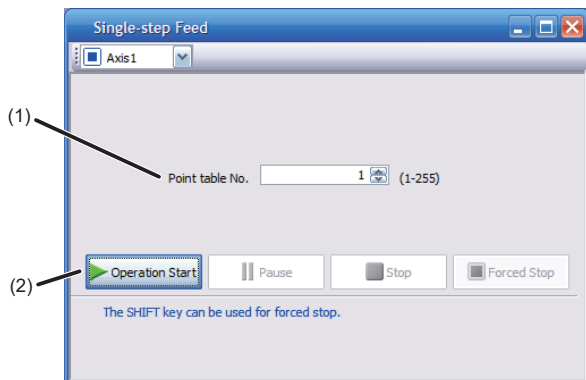 Single-step Feed
Axis1
(1)
Point table No. 1 (1-255)
(2)
Operation Start Pause Stop Forced Stop
The SHIFT key can be used for forced stop.